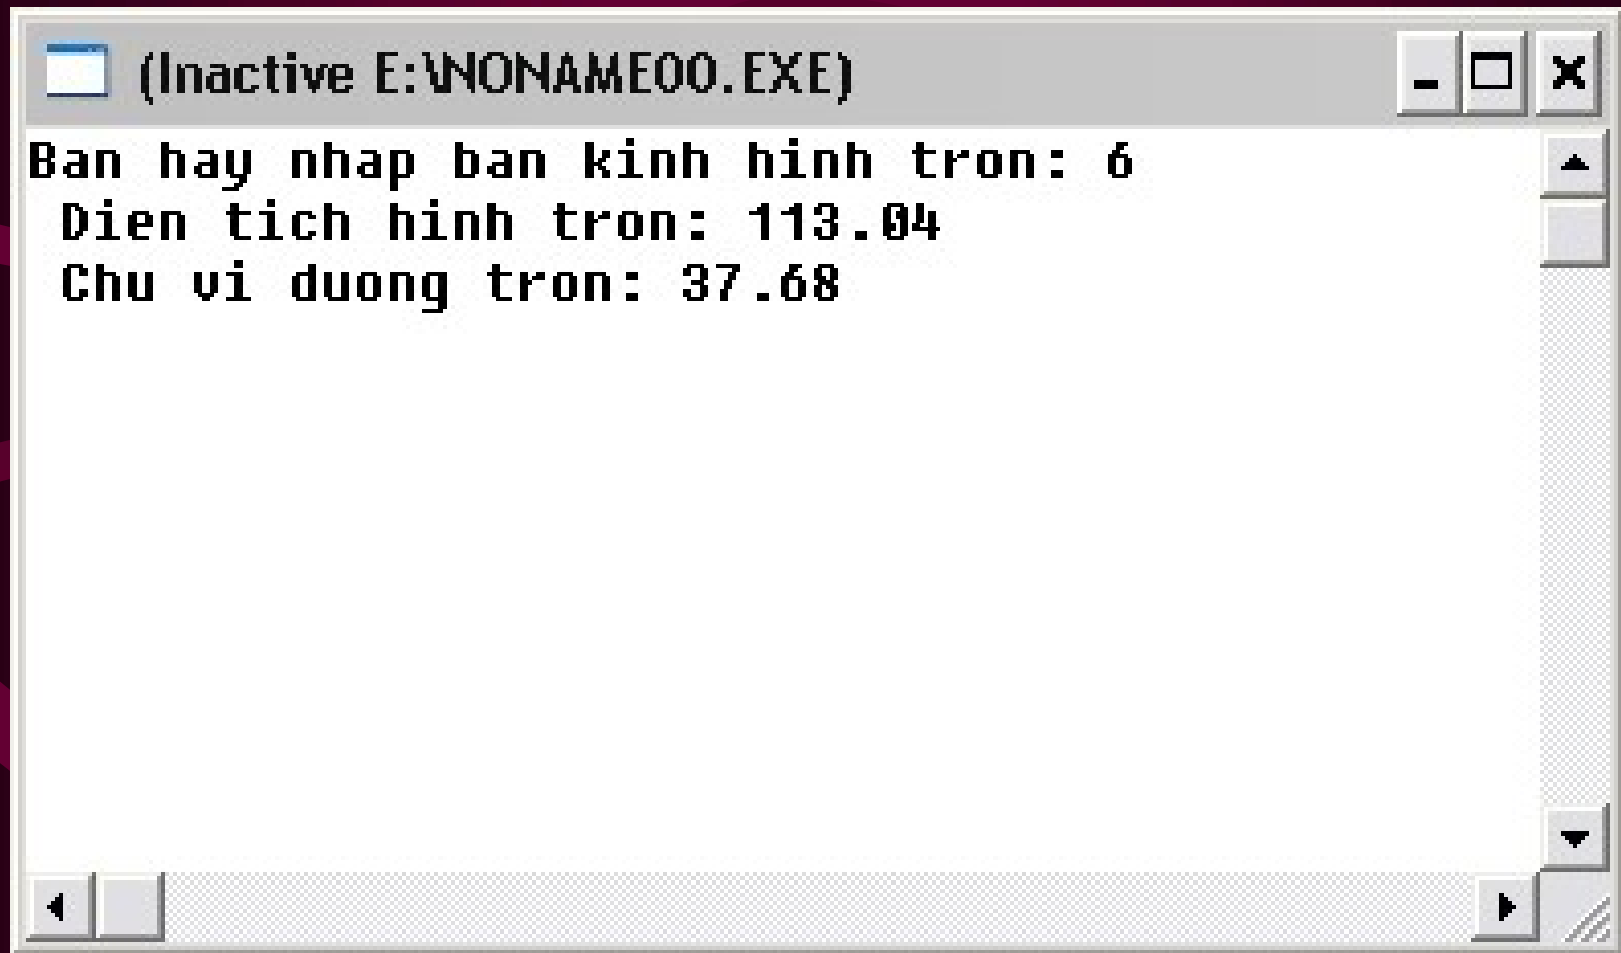 (Inactive E:\NONAME00.EXE)
Ban hay nhap ban kinh hinh tron: 6
Dien tich hinh tron: 113.04
Chu vi duong tron: 37.68